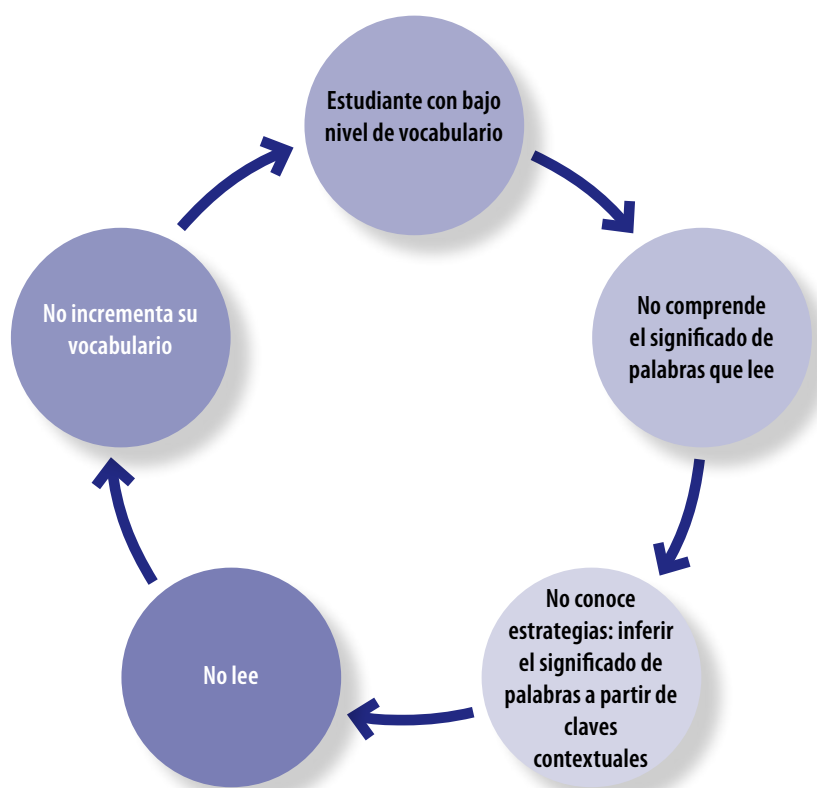 Estudiante con bajo
nivel de vocabulario
No comprende
el significado de
palabras que lee
No conoce
estrategias: inferir
el significado de
palabras a partir de
claves
contextuales
No lee
No incrementa su
vocabulario